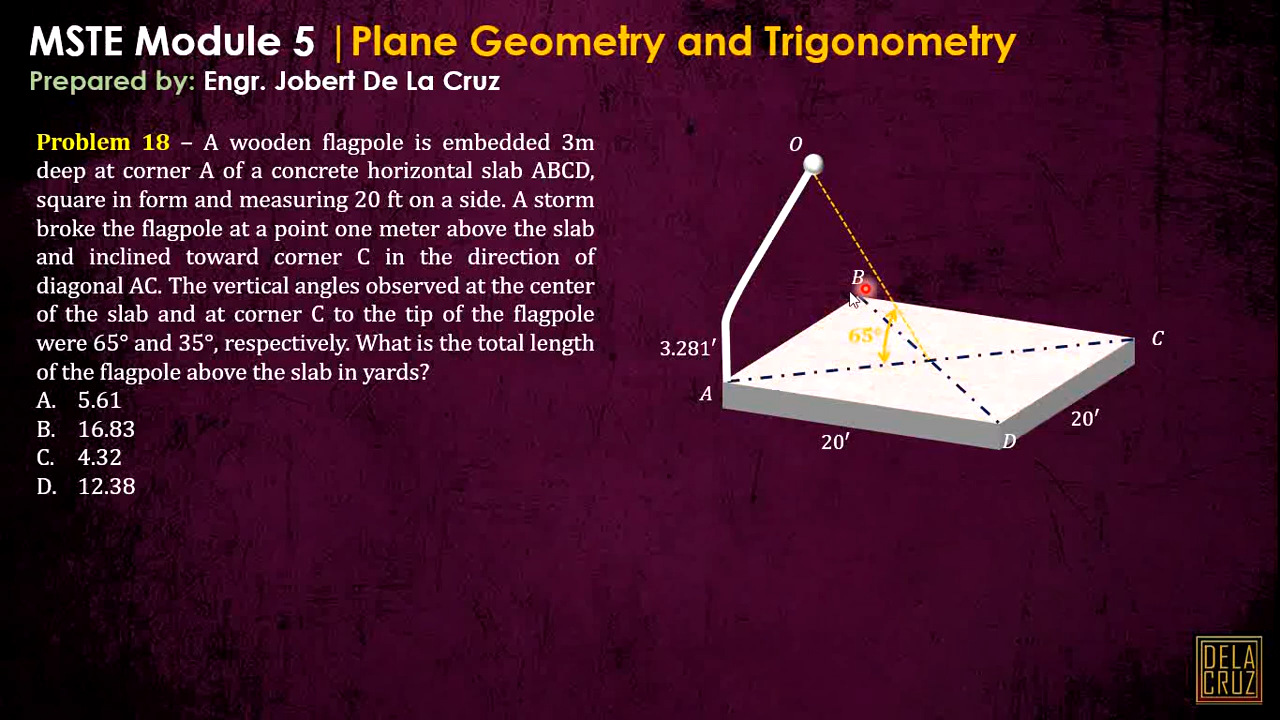 MSTE Module 5 | Plane Geometry and Trigonometry
Prepared by: Engr. Jobert De La Cruz
Problem 18 – A wooden flagpole is embedded 3m
deep at corner A of a concrete horizontal slab ABCD,
square in form and measuring 20 ft on a side. A storm
broke the flagpole at a point one meter above the slab
and inclined toward corner C in the direction of
diagonal AC. The vertical angles observed at the center
of the slab and at corner C to the tip of the flagpole
were 65° and 35°, respectively. What is the total length
of the flagpole above the slab in yards?
A. 5.61
B. 16.83
C. 4.32
D. 12.38
O
B
65°
C
3.281′
A
20′
D
20′
DELA
CRUZ